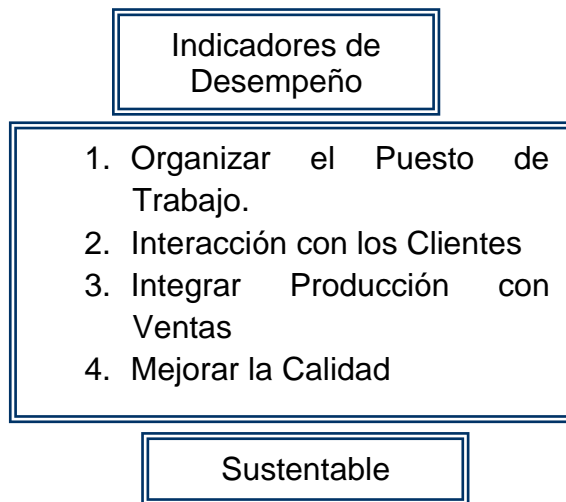 Indicadores de
Desempeño
1. Organizar el Puesto de
Trabajo.
2. Interacción con los Clientes
3. Integrar Producción con
Ventas
4. Mejorar la Calidad
Sustentable